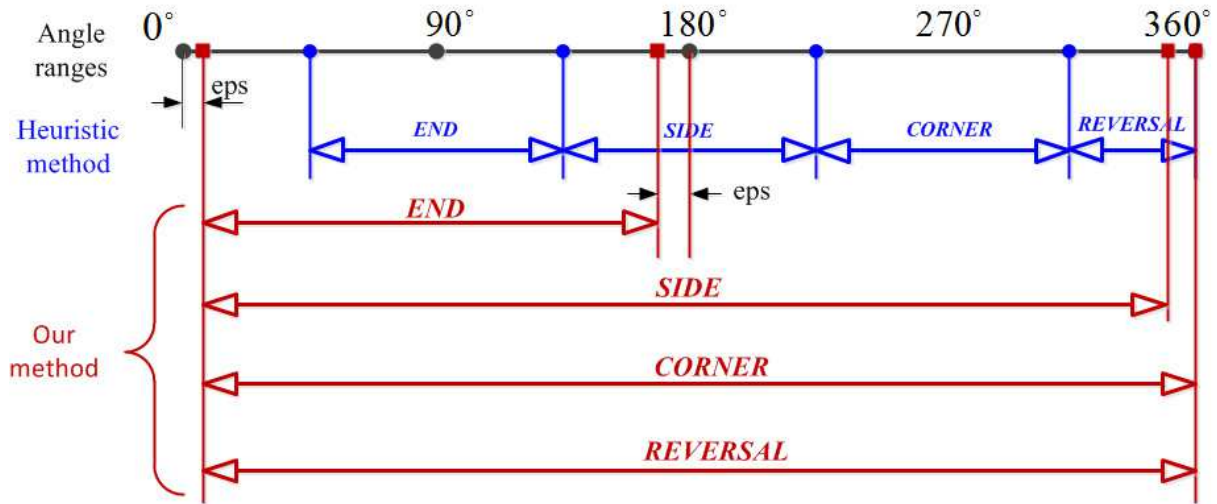 0° 90° 180° 270° 360°
Angle
ranges
eps
Heuristic
method
END SIDE CORNER REVERSAL
eps
END
SIDE
Our
method
CORNER
REVERSAL